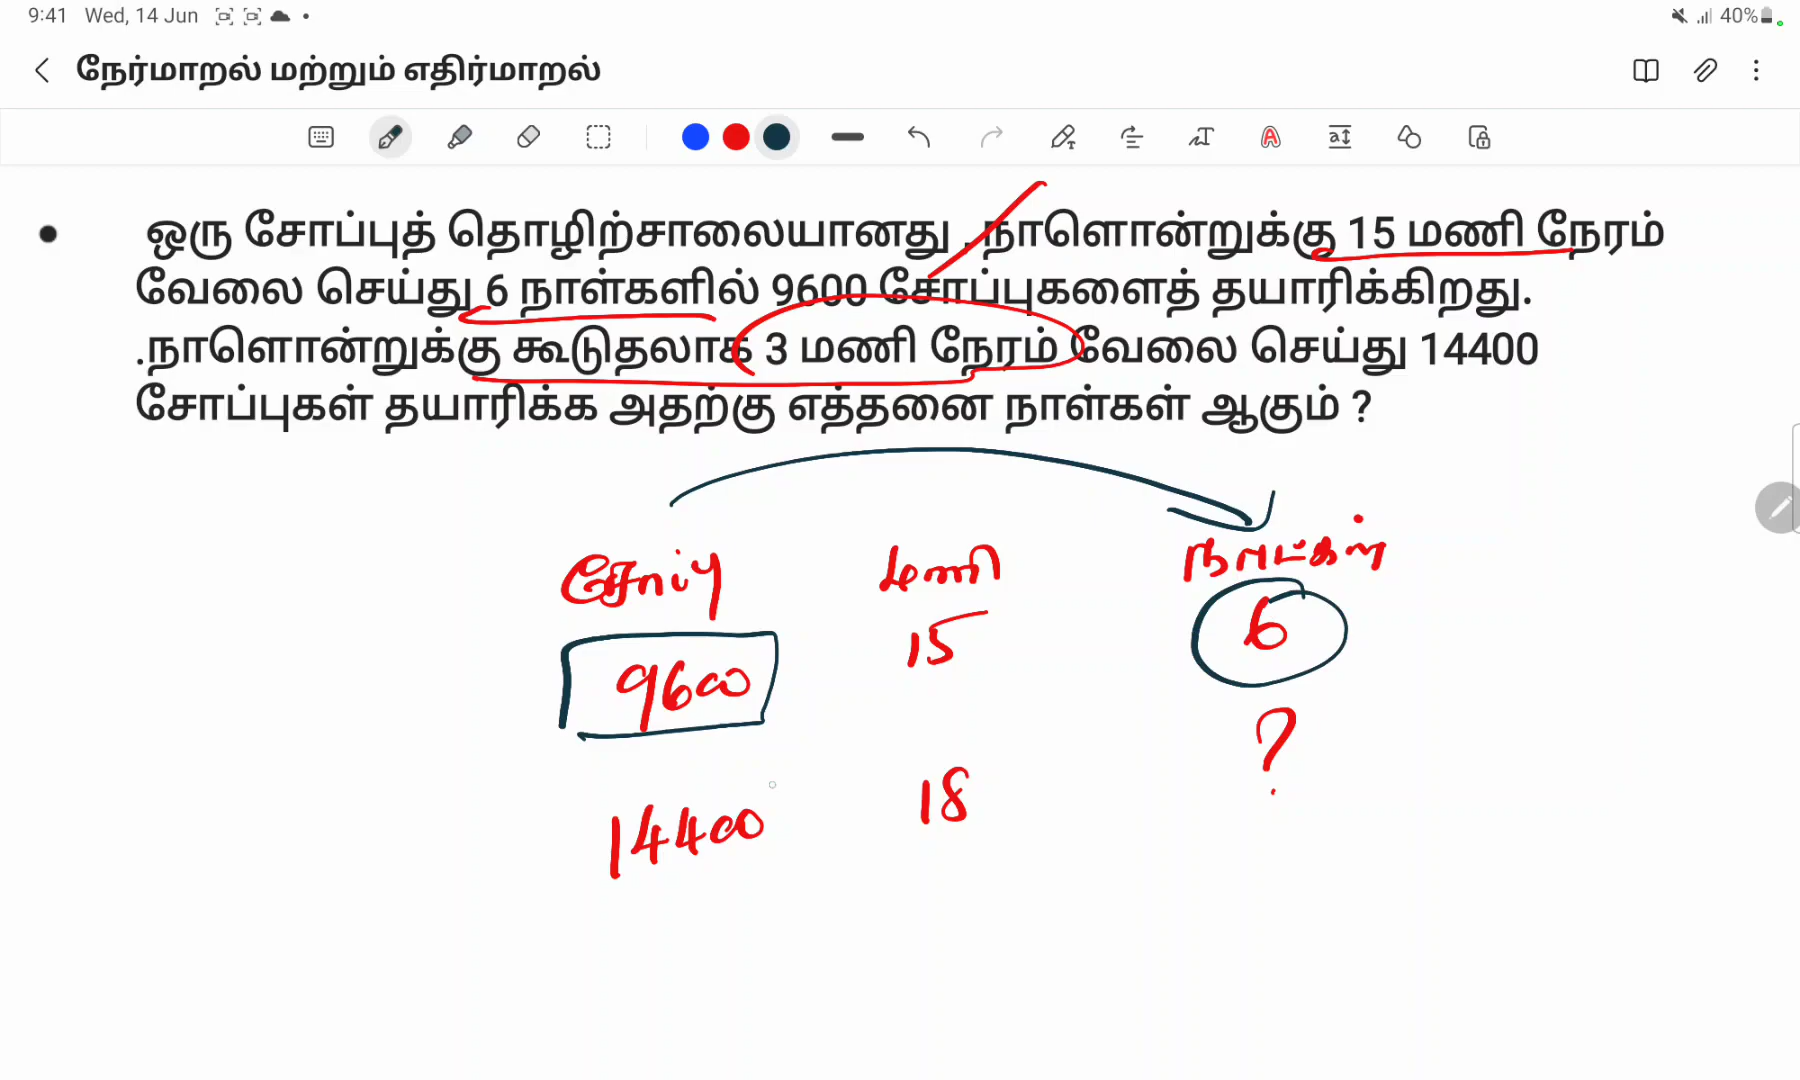 9:41 Wed, 14 Jun
40%
நேர்மாறல் மற்றும் எதிர்மாறல்
ஒரு சோப்புத் தொழிற்சாலையானது . நாளொன்றுக்கு 15 மணி நேரம்
வேலை செய்து 6 நாள்களில் 9600 சோப்புகளைத் தயாரிக்கிறது.
.நாளொன்றுக்கு கூடுதலாக 3 மணி நேரம் வேலை செய்து 14400
சோப்புகள் தயாரிக்க அதற்கு எத்தனை நாள்கள் ஆகும் ?
சோப்பு மணி நாட்கள்
9600 15 6
14400 18 ?